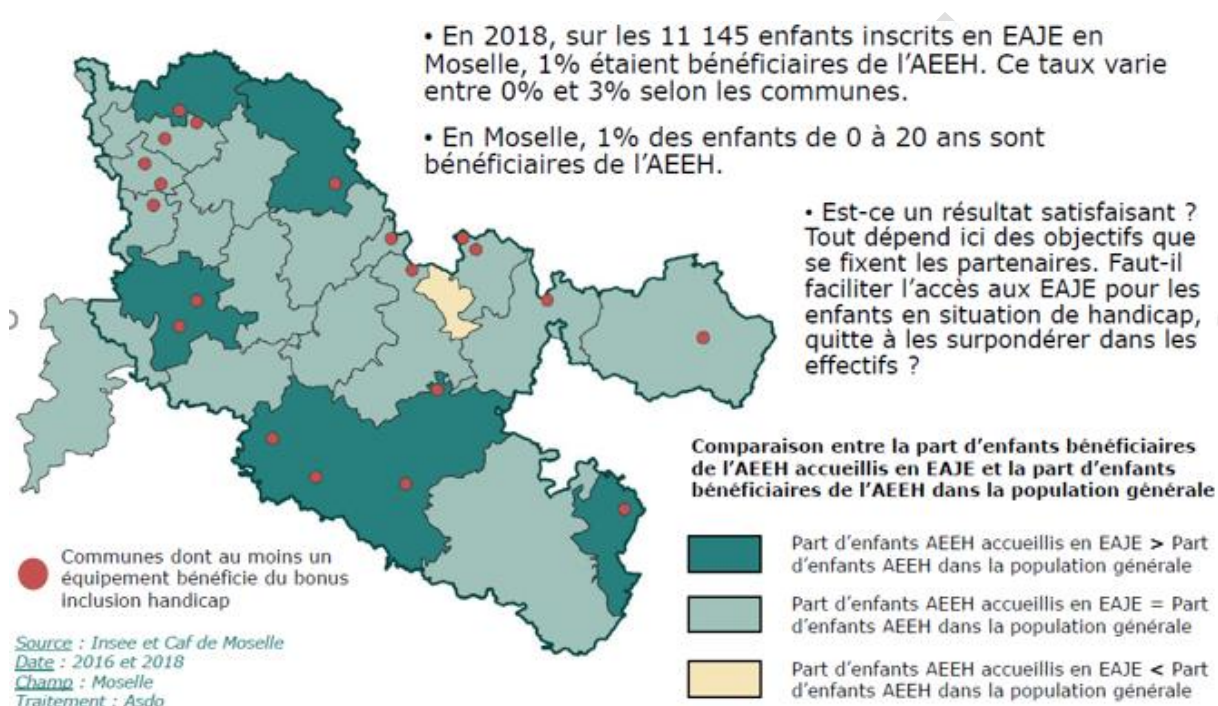 • En 2018, sur les 11 145 enfants inscrits en EAJE en
Moselle, 1% étaient bénéficiaires de l’AEEH. Ce taux varie
entre 0% et 3% selon les communes.
• En Moselle, 1% des enfants de 0 à 20 ans sont
bénéficiaires de l’AEEH.
• Est-ce un résultat satisfaisant ?
Tout dépend ici des objectifs que
se fixent les partenaires. Faut-il
faciliter l’accès aux EAJE pour les
enfants en situation de handicap,
quitte à les surpondérer dans les
effectifs ?
Comparaison entre la part d’enfants bénéficiaires
de l’AEEH accueillis en EAJE et la part d’enfants
bénéficiaires de l’AEEH dans la population générale
Part d’enfants AEEH accueillis en EAJE > Part
d’enfants AEEH dans la population générale
Part d’enfants AEEH accueillis en EAJE = Part
d’enfants AEEH dans la population générale
Part d’enfants AEEH accueillis en EAJE < Part
d’enfants AEEH dans la population générale
Communes dont au moins un
équipement bénéficie du bonus
inclusion handicap
Source : Insee et Caf de Moselle
Date : 2016 et 2018
Champ : Moselle
Traitement : Asdo